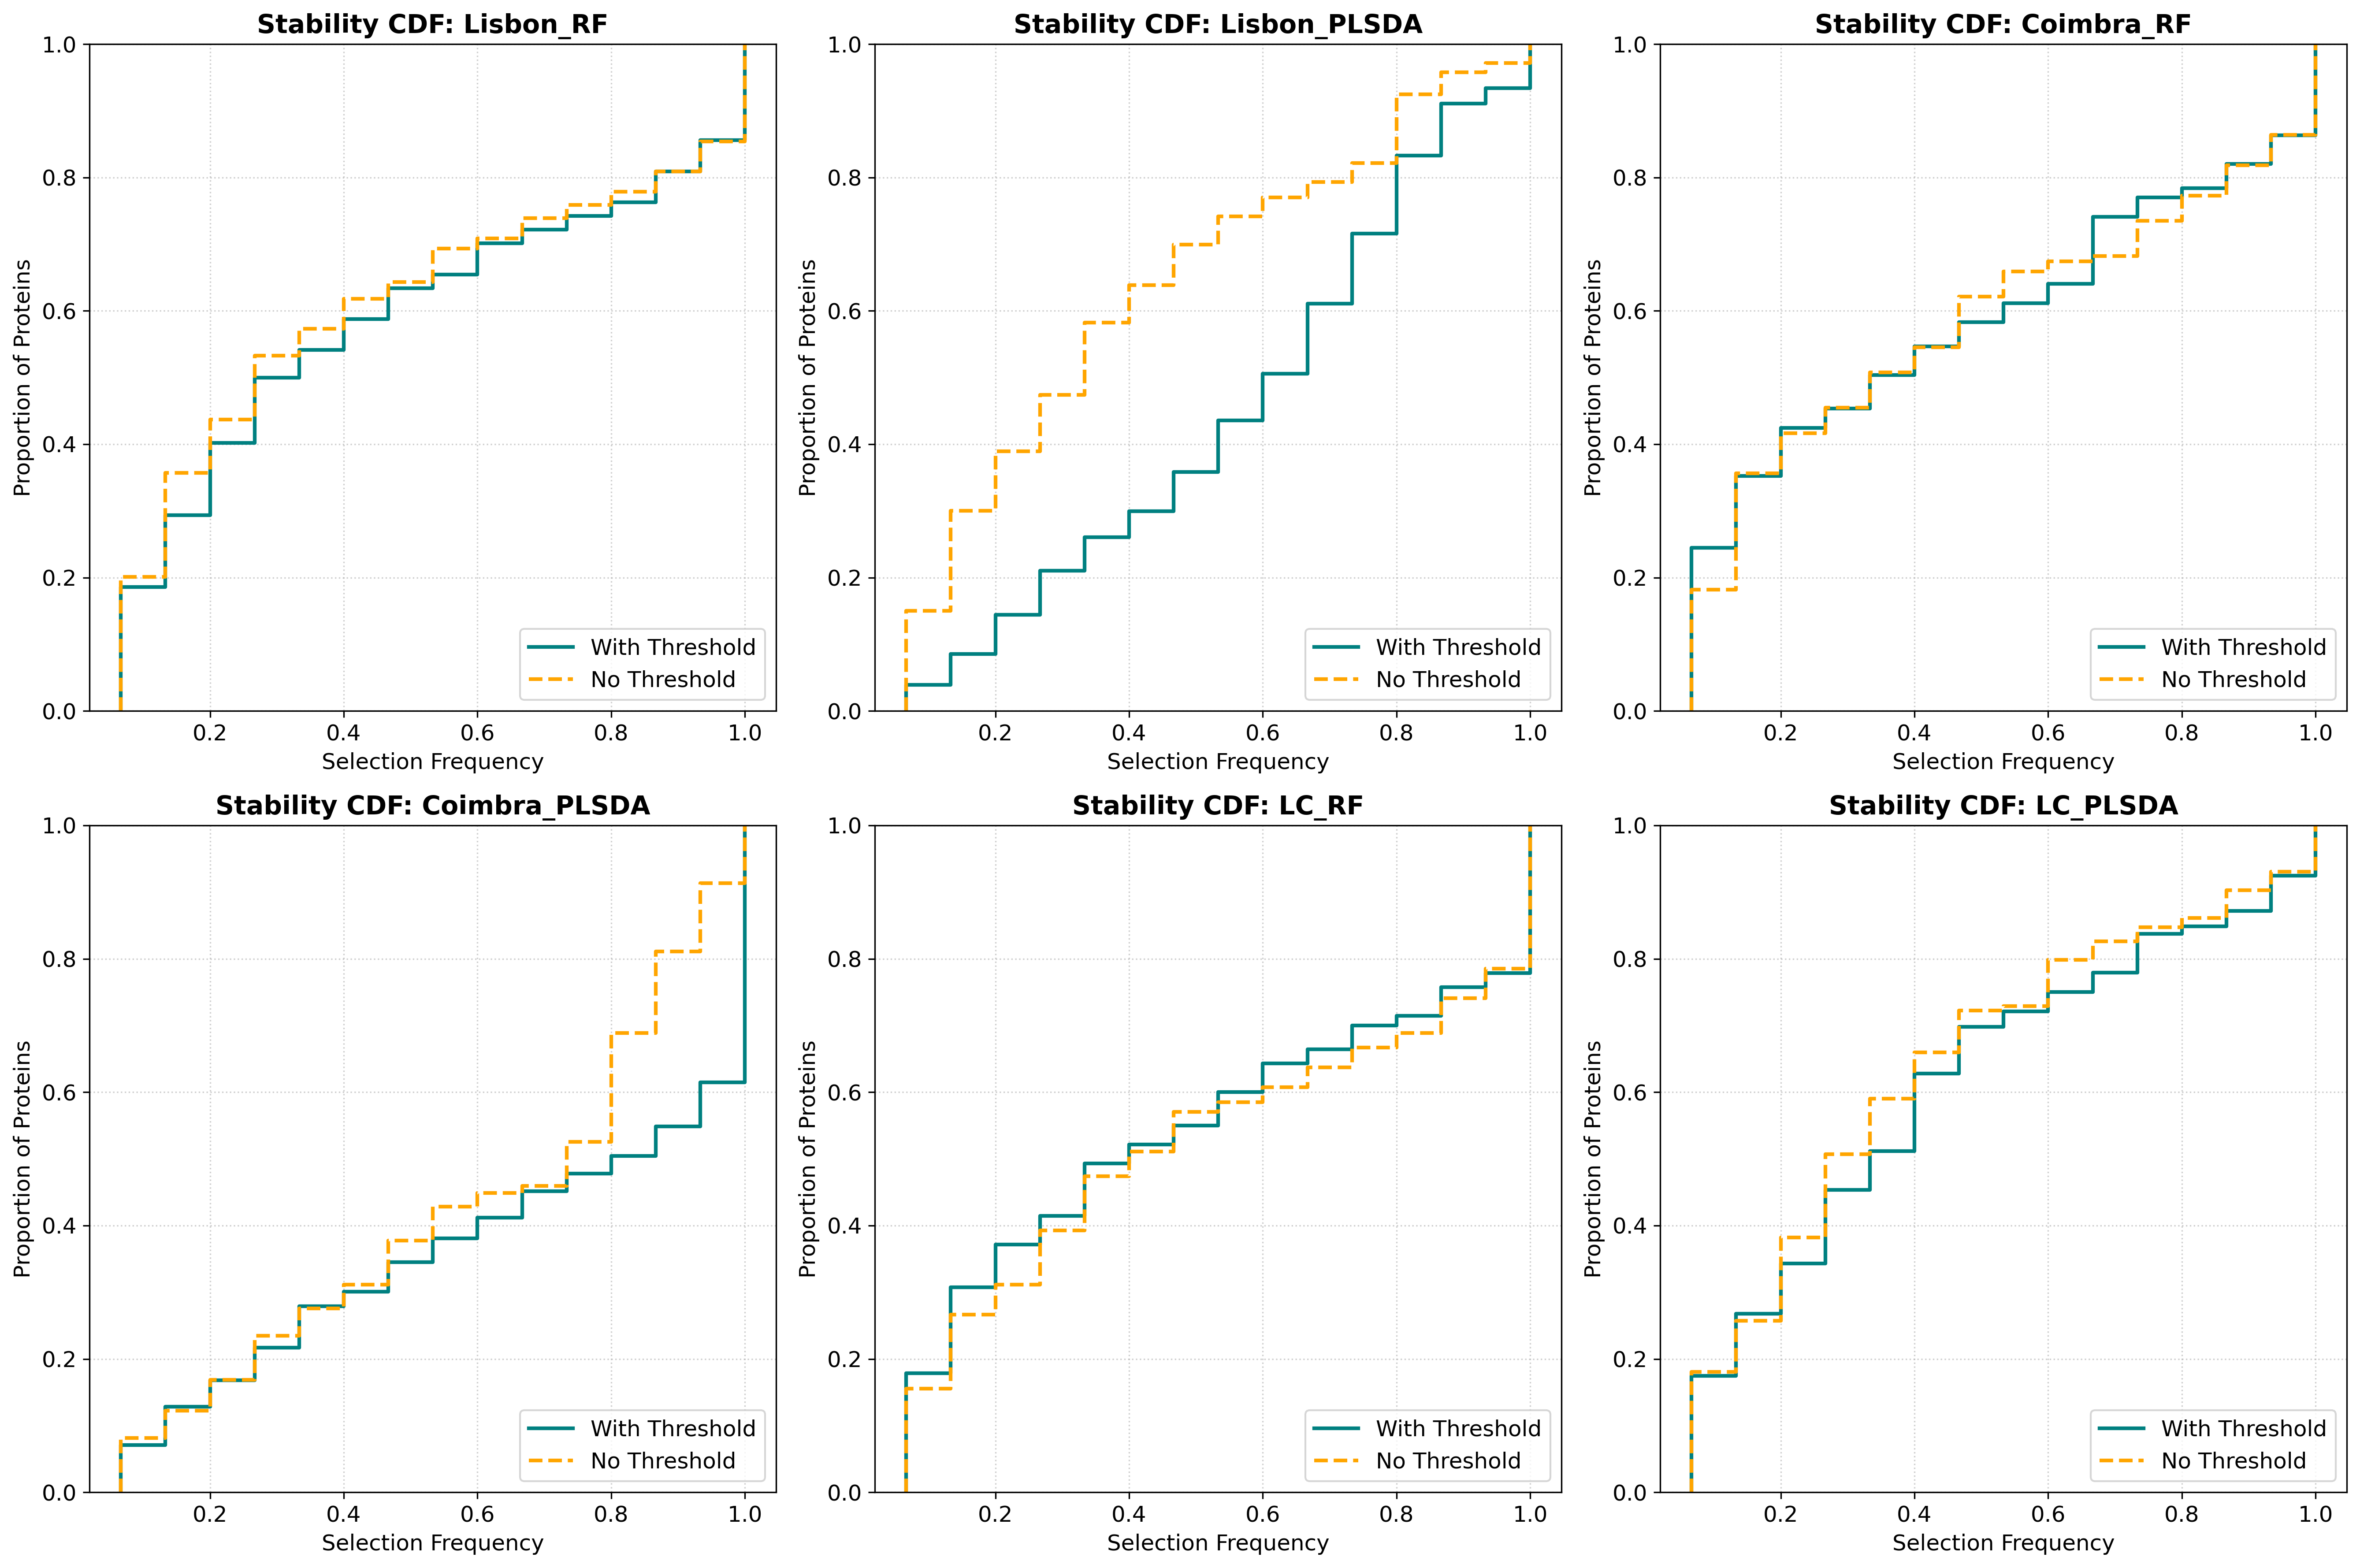 Stability CDF: Lisbon_RF
1.0
0.8
0.6
0.4
0.2
0.0
Proportion of Proteins
With Threshold
No Threshold
0.2 0.4 0.6 0.8 1.0
Selection Frequency
Stability CDF: Lisbon_PLSDA
1.0
0.8
0.6
0.4
0.2
0.0
Proportion of Proteins
With Threshold
No Threshold
0.2 0.4 0.6 0.8 1.0
Selection Frequency
Stability CDF: Coimbra_RF
1.0
0.8
0.6
0.4
0.2
0.0
Proportion of Proteins
With Threshold
No Threshold
0.2 0.4 0.6 0.8 1.0
Selection Frequency
Stability CDF: Coimbra_PLSDA
1.0
0.8
0.6
0.4
0.2
0.0
Proportion of Proteins
With Threshold
No Threshold
0.2 0.4 0.6 0.8 1.0
Selection Frequency
Stability CDF: LC_RF
1.0
0.8
0.6
0.4
0.2
0.0
Proportion of Proteins
With Threshold
No Threshold
0.2 0.4 0.6 0.8 1.0
Selection Frequency
Stability CDF: LC_PLSDA
1.0
0.8
0.6
0.4
0.2
0.0
Proportion of Proteins
With Threshold
No Threshold
0.2 0.4 0.6 0.8 1.0
Selection Frequency